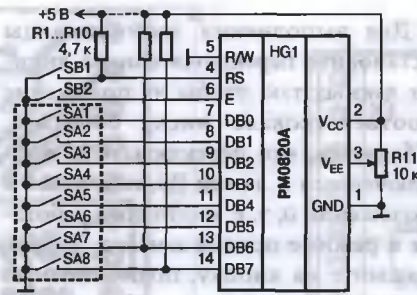 +5 В
R1...R10
4,7 к
HG1
5 R/W
SB1 4 RS
SB2 6 E
SA1 7 DB0
SA2 8 DB1
SA3 9 DB2
SA4 10 DB3
SA5 11 DB4
SA6 12 DB5
SA7 13 DB6
SA8 14 DB7
PM0820A
VCC 2
VEE 3
GND 1
R11
10 к